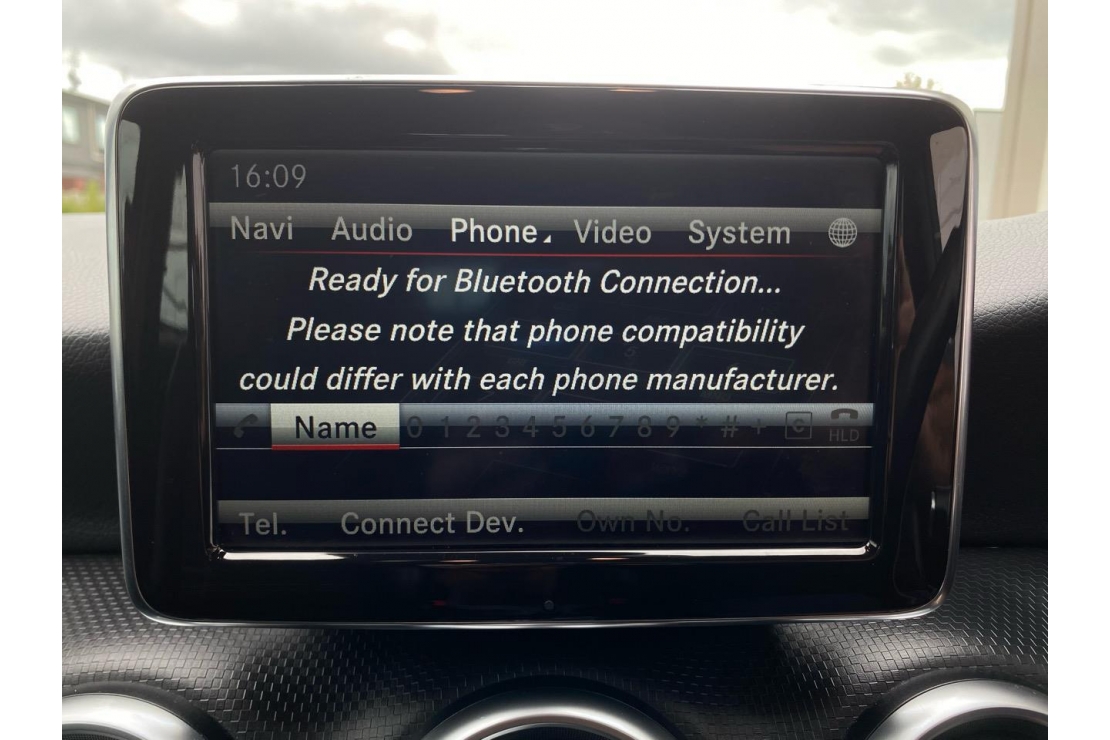 16:09
Navi Audio Phone Video System
Ready for Bluetooth Connection...
Please note that phone compatibility
could differ with each phone manufacturer.
Name 0 1 2 3 4 5 6 7 8 9 * # + C HLD
Tel. Connect Dev. Own No. Call List